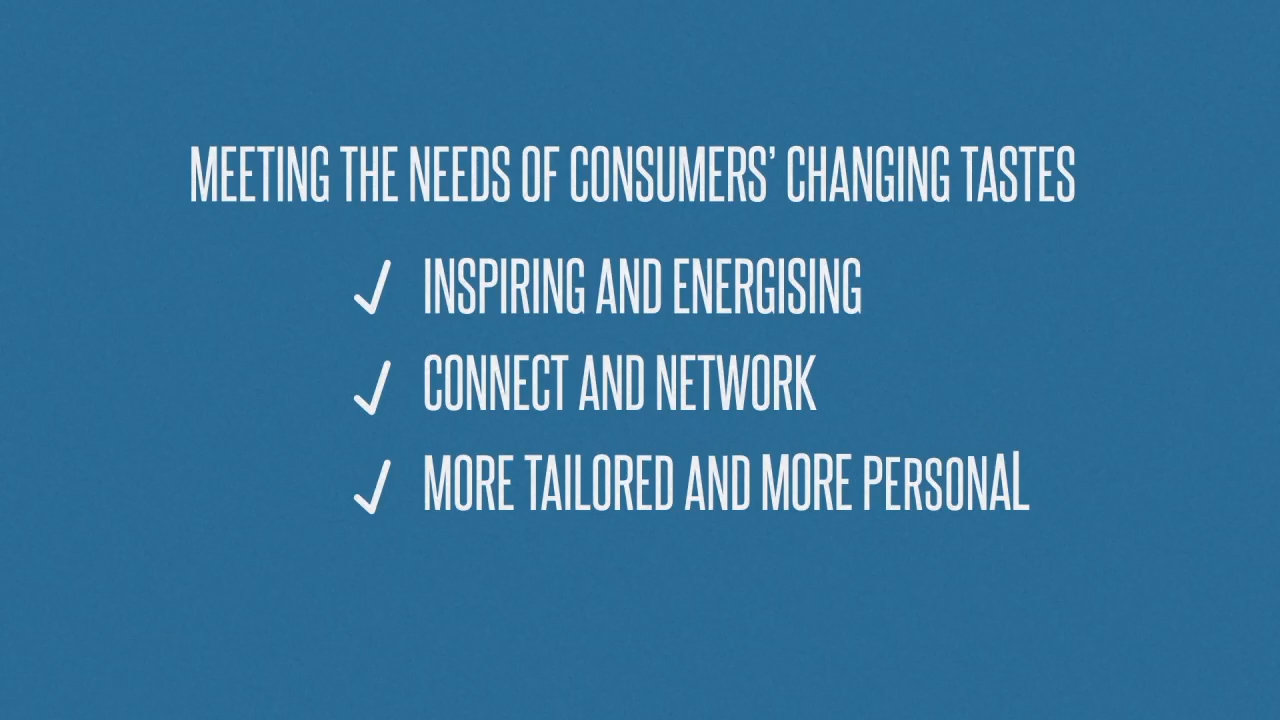 MEETING THE NEEDS OF CONSUMERS’ CHANGING TASTES
✓ INSPIRING AND ENERGISING
✓ CONNECT AND NETWORK
✓ MORE TAILORED AND MORE PERSONAL